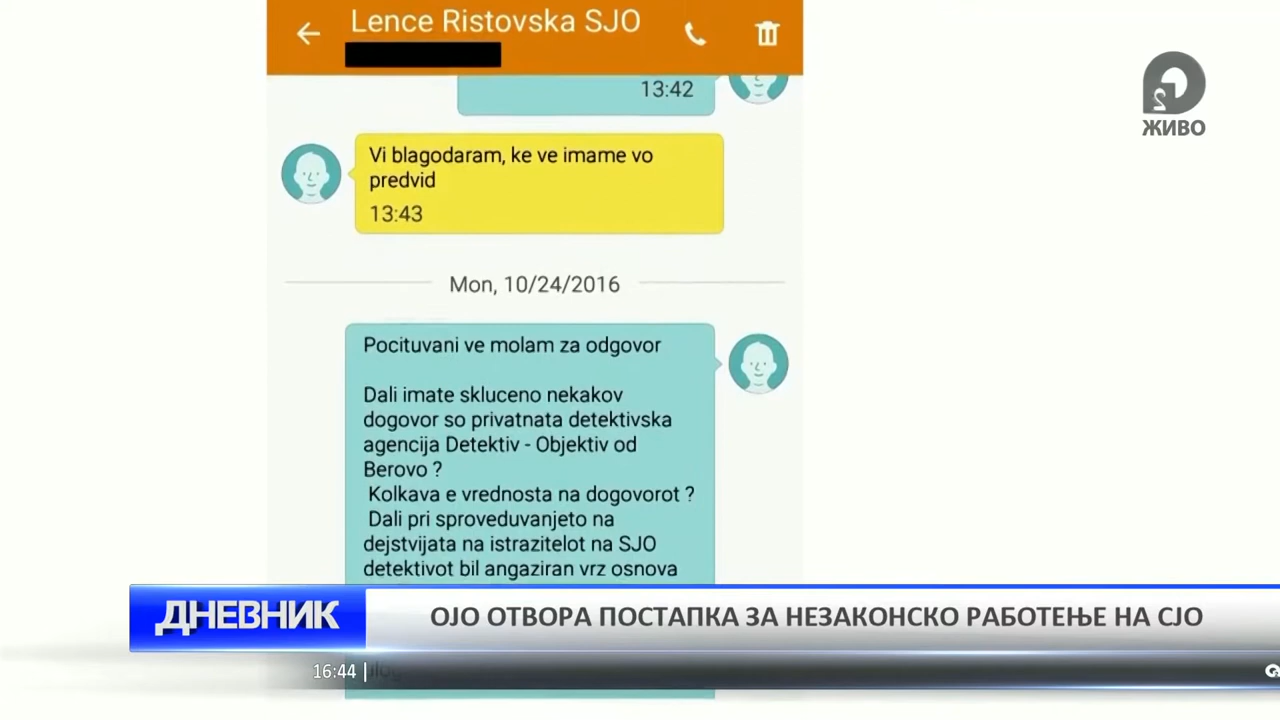 Lence Ristovska SJO
13:42
ЖИВО
Vi blagodaram, ke ve imame vo
predvid
13:43
Mon, 10/24/2016
Pocituvani ve molam za odgovor
Dali imate skluceno nekakov
dogovor so privatnata detektivska
agencija Detektiv - Objektiv od
Berovo ?
Kolkava e vrednosta na dogovorot ?
Dali pri sproveduvanjeto na
dejstvijata na istrazitelot na SJO
detektivot bil angaziran vrz osnova
ДНЕВНИК
ОЈО ОТВОРА ПОСТАПКА ЗА НЕЗАКОНСКО РАБОТЕЊЕ НА СЈО
16:44 |